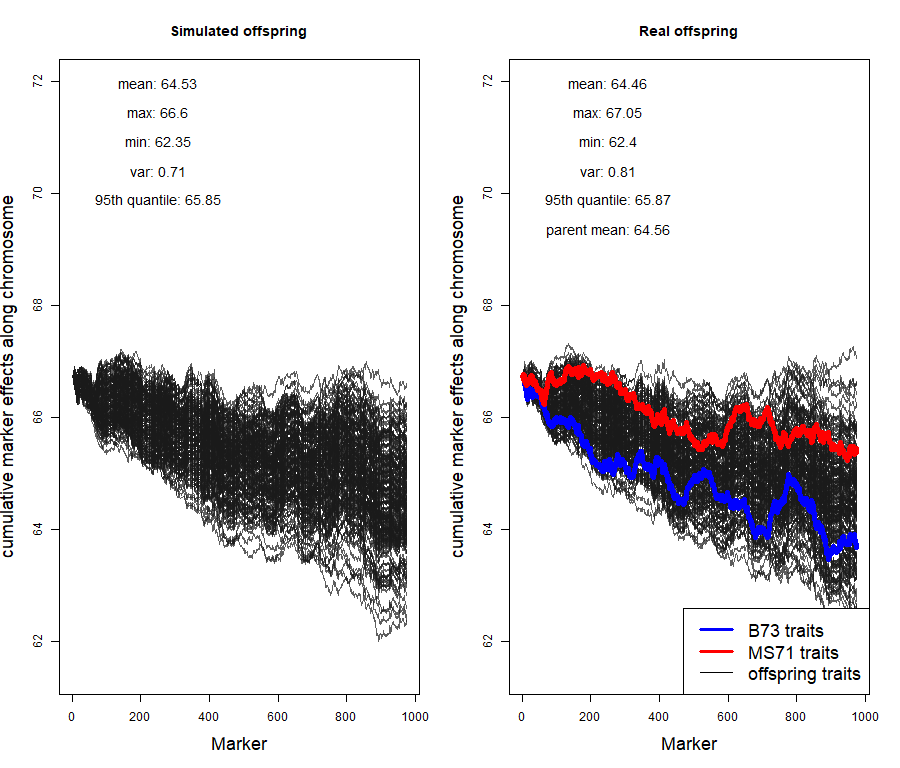 Simulated offspring
mean: 64.53
max: 66.6
min: 62.35
var: 0.71
95th quantile: 65.85
cumulative marker effects along chromosome
72
70
68
66
64
62
0 200 400 600 800 1000
Marker
Real offspring
mean: 64.46
max: 67.05
min: 62.4
var: 0.81
95th quantile: 65.87
parent mean: 64.56
cumulative marker effects along chromosome
72
70
68
66
64
62
B73 traits
MS71 traits
offspring traits
0 200 400 600 800 1000
Marker